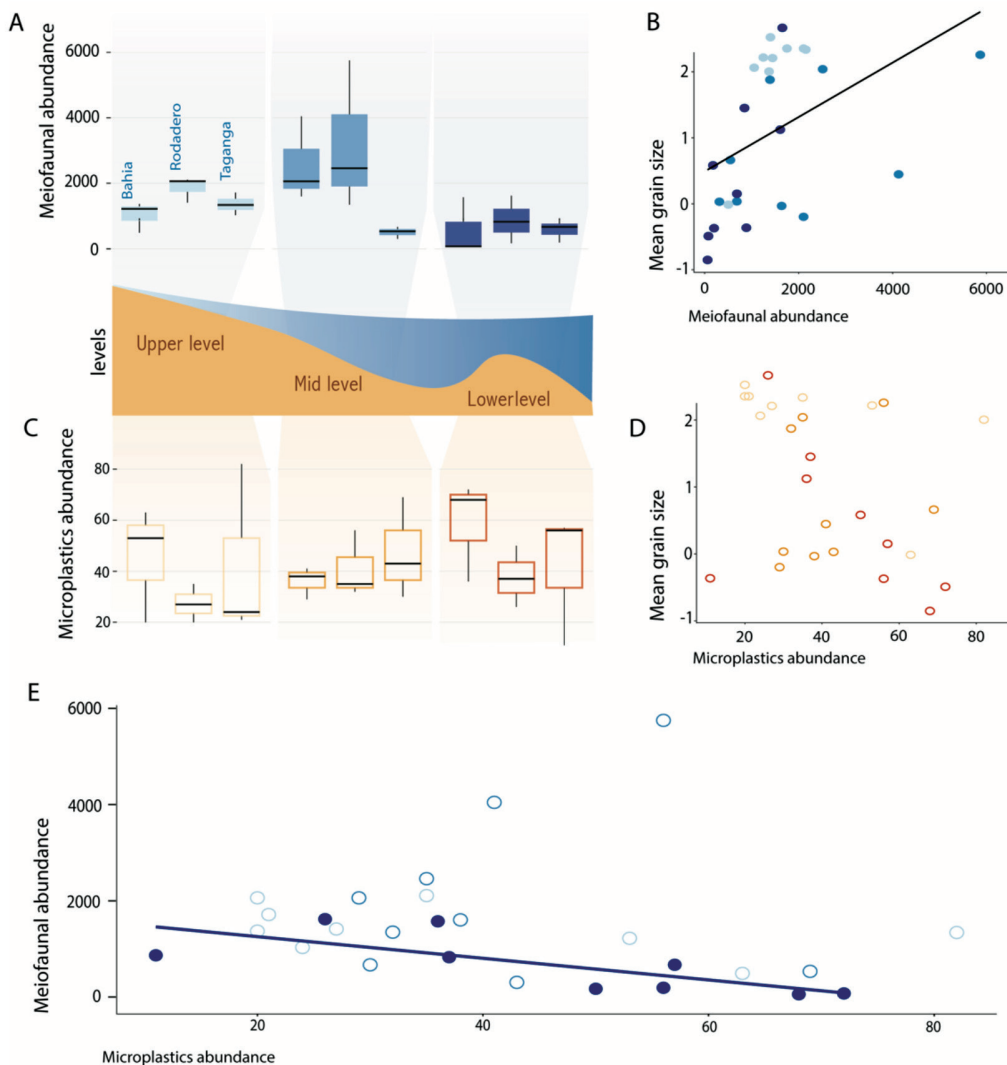 A
Meiofaunal abundance
6000
4000
2000
0
Bahia
Rodadero
Taganga
B
Mean grain size
2
1
0
-1
0
2000
4000
6000
Meiofaunal abundance
levels
Upper level
Mid level
Lowerlevel
C
Microplastics abundance
80
60
40
20
D
Mean grain size
2
1
0
-1
20
40
60
80
Microplastics abundance
E
Meiofaunal abundance
6000
4000
2000
0
20
40
60
80
Microplastics abundance